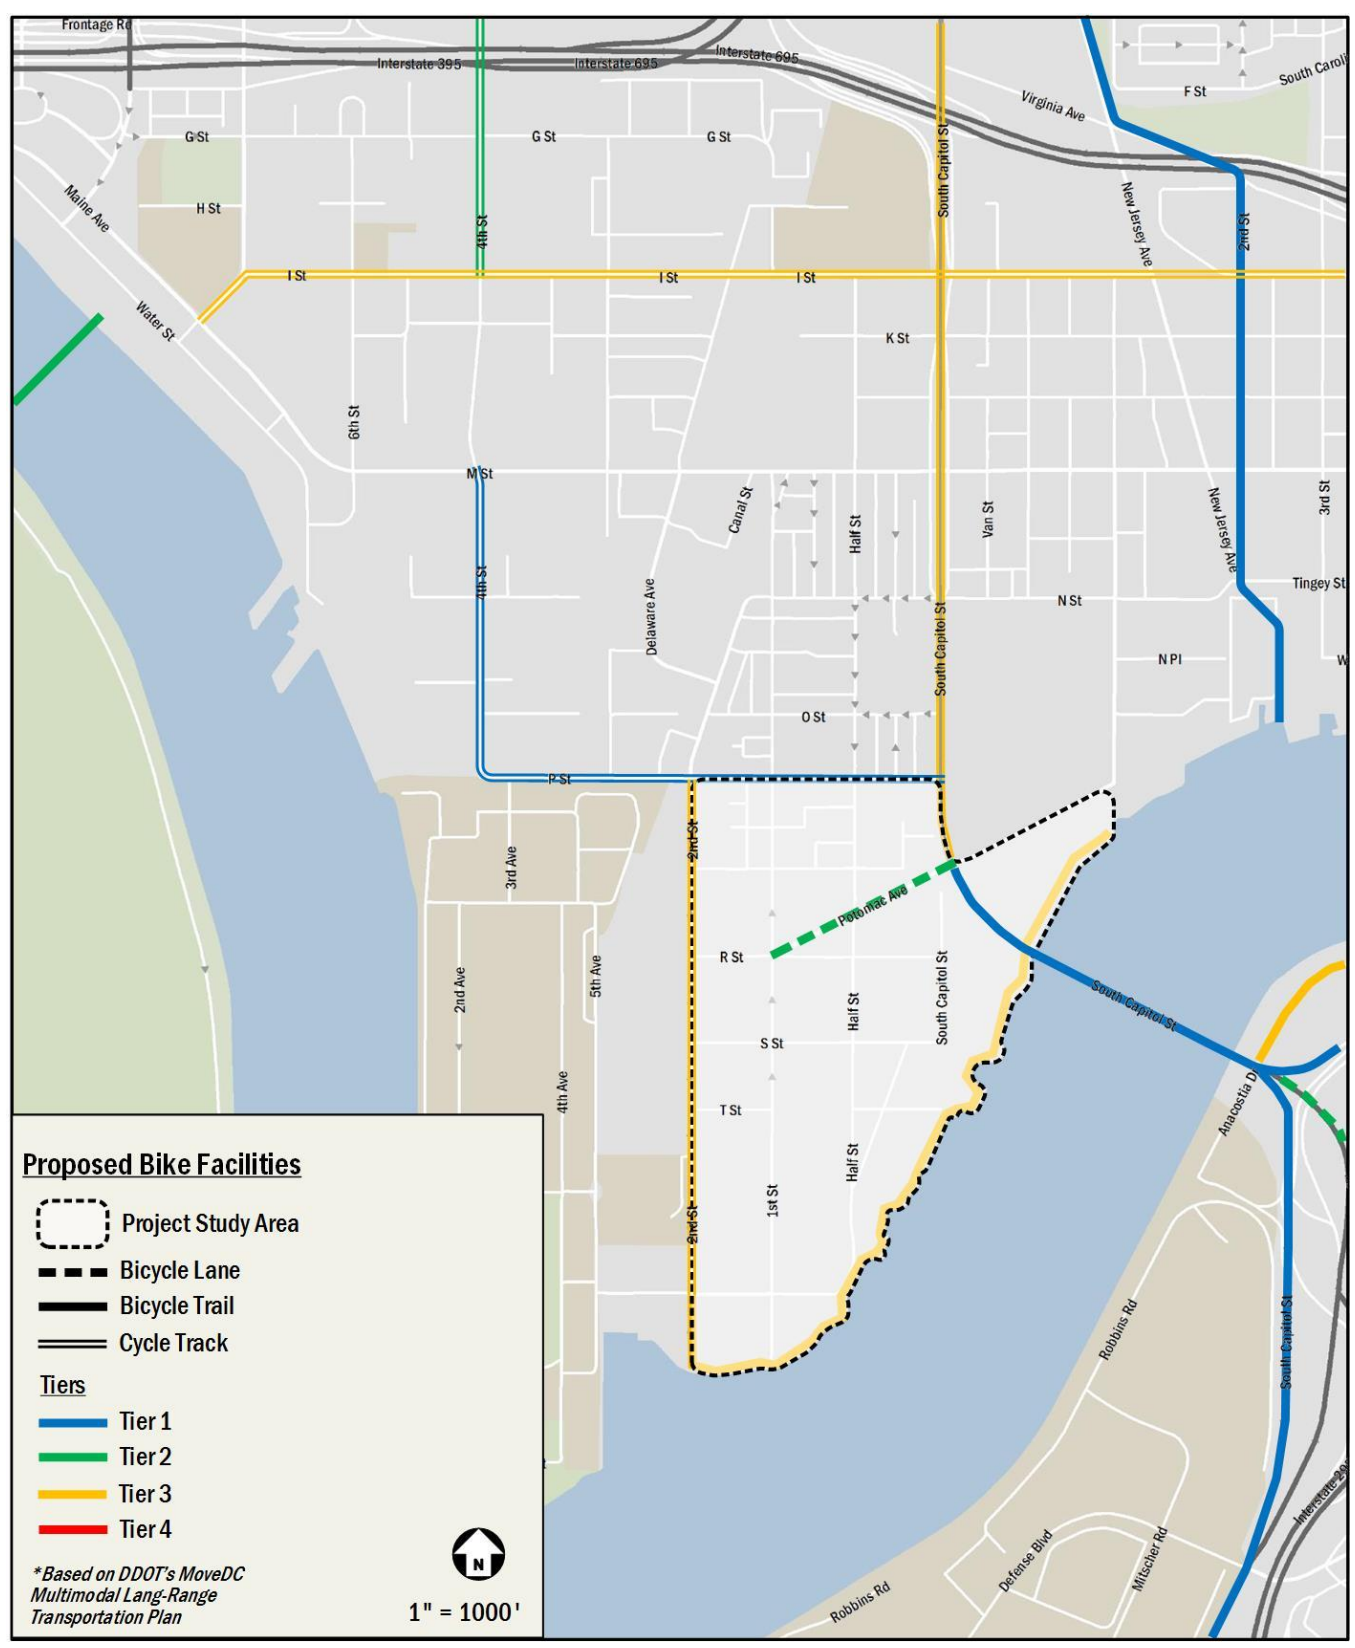 Frontage Rd
Interstate 395
Interstate 695
Interstate 695
South Caroli
F St
Virginia Ave
G St
G St
G St
South Capitol St
H St
Maine Ave
4th St
New Jersey Ave
2nd St
I St
I St
I St
Water St
K St
6th St
M St
Canal St
Half St
Van St
New Jersey Ave
3rd St
4th St
Delaware Ave
N St
Tingey St
South Capitol St
N Pl
W
O St
P St
2nd St
3rd Ave
Potomac Ave
R St
2nd Ave
5th Ave
Half St
South Capitol St
South Capitol St
S St
4th Ave
T St
Anacostia D
Half St
1st St
2nd St
Robbins Rd
South Capitol St
Interstate 29
Defense Blvd
Mitscher Rd
Robbins Rd
Proposed Bike Facilities
Project Study Area
Bicycle Lane
Bicycle Trail
Cycle Track
Tiers
Tier 1
Tier 2
Tier 3
Tier 4
*Based on DDOT's MoveDC
Multimodal Lang-Range
Transportation Plan
N
1" = 1000'